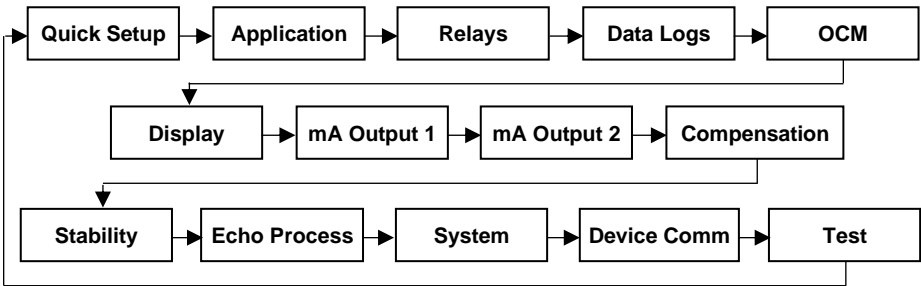 Quick Setup
Application
Relays
Data Logs
OCM
Display
mA Output 1
mA Output 2
Compensation
Stability
Echo Process
System
Device Comm
Test